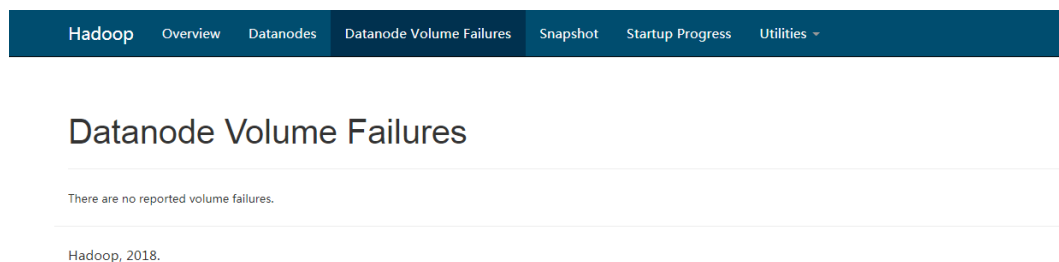 Hadoop Overview Datanodes Datanode Volume Failures Snapshot Startup Progress Utilities
Datanode Volume Failures
There are no reported volume failures.
Hadoop, 2018.